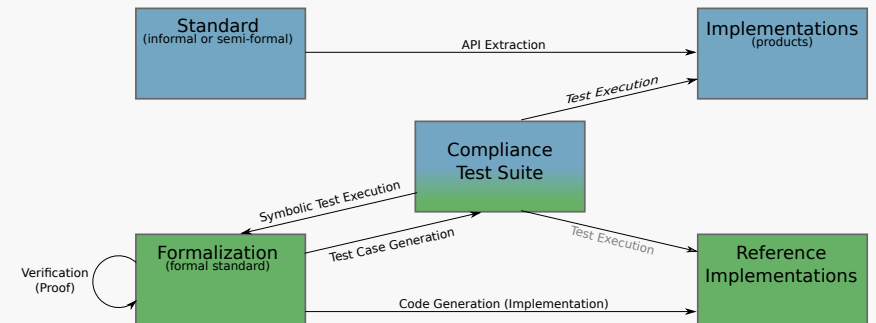 Standard
(informal or semi-formal)
Implementations
(products)
API Extraction
Test Execution
Compliance
Test Suite
Symbolic Test Execution
Test Case Generation
Test Execution
Formalization
(formal standard)
Reference
Implementations
Verification
(Proof)
Code Generation (Implementation)